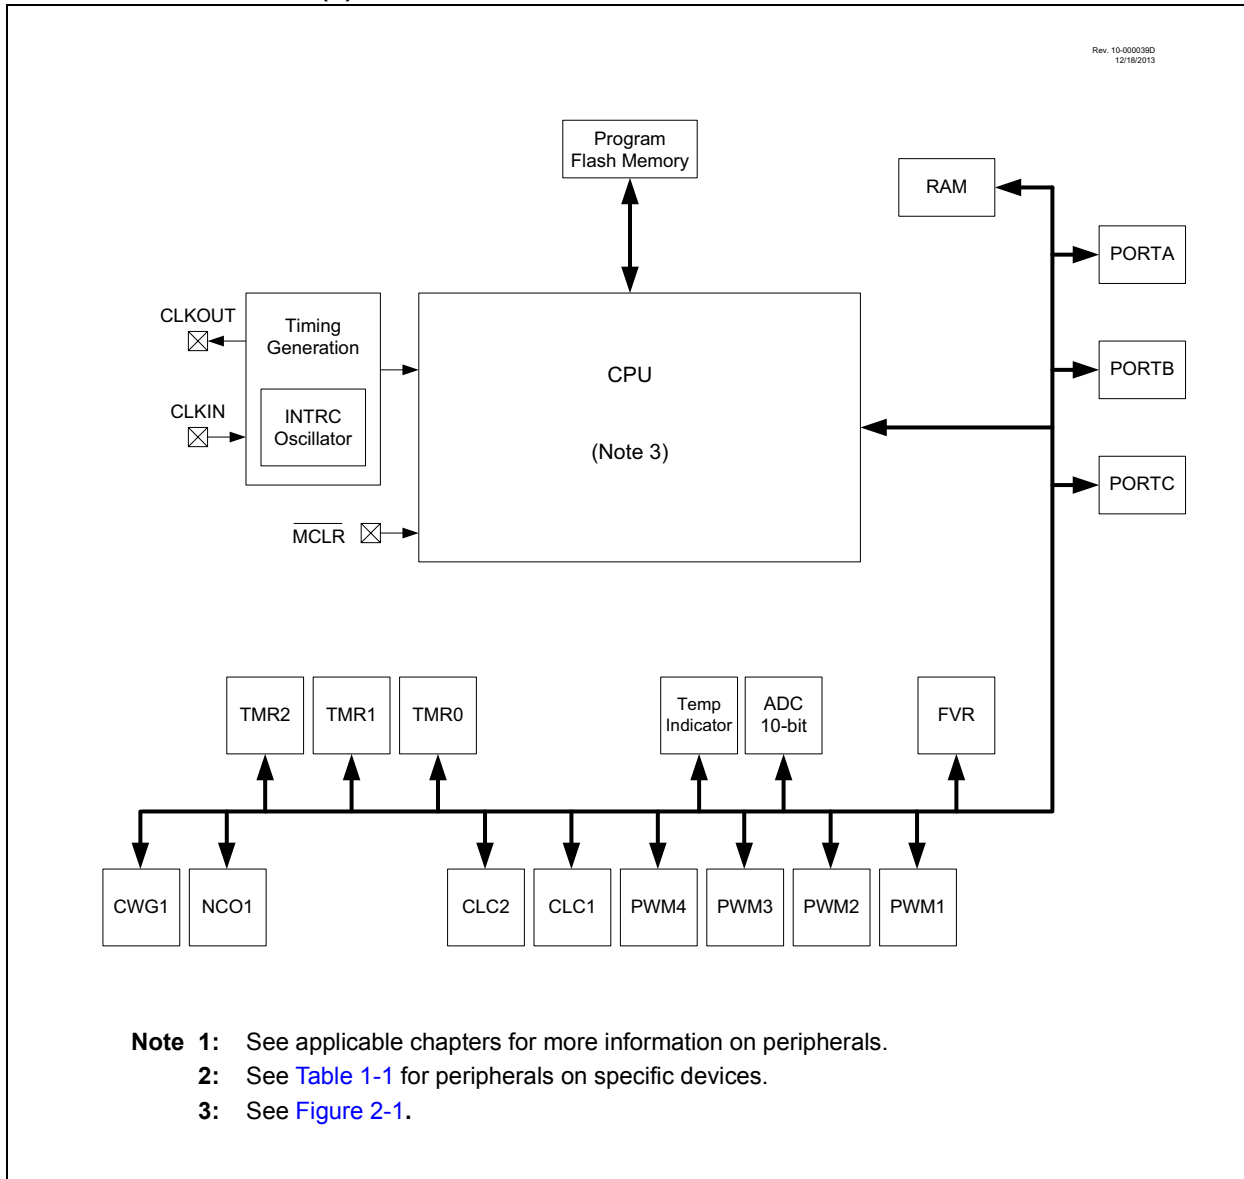 (s)
Rev. 10-000039D
12/18/2013
Program
Flash Memory
RAM
PORTA
CLKOUT
Timing
Generation
CPU
PORTB
CLKIN
INTRC
Oscillator
(Note 3)
PORTC
MCLR
TMR2
TMR1
TMR0
Temp
Indicator
ADC
10-bit
FVR
CWG1
NCO1
CLC2
CLC1
PWM4
PWM3
PWM2
PWM1
Note 1: See applicable chapters for more information on peripherals.
2: See Table 1-1 for peripherals on specific devices.
3: See Figure 2-1.